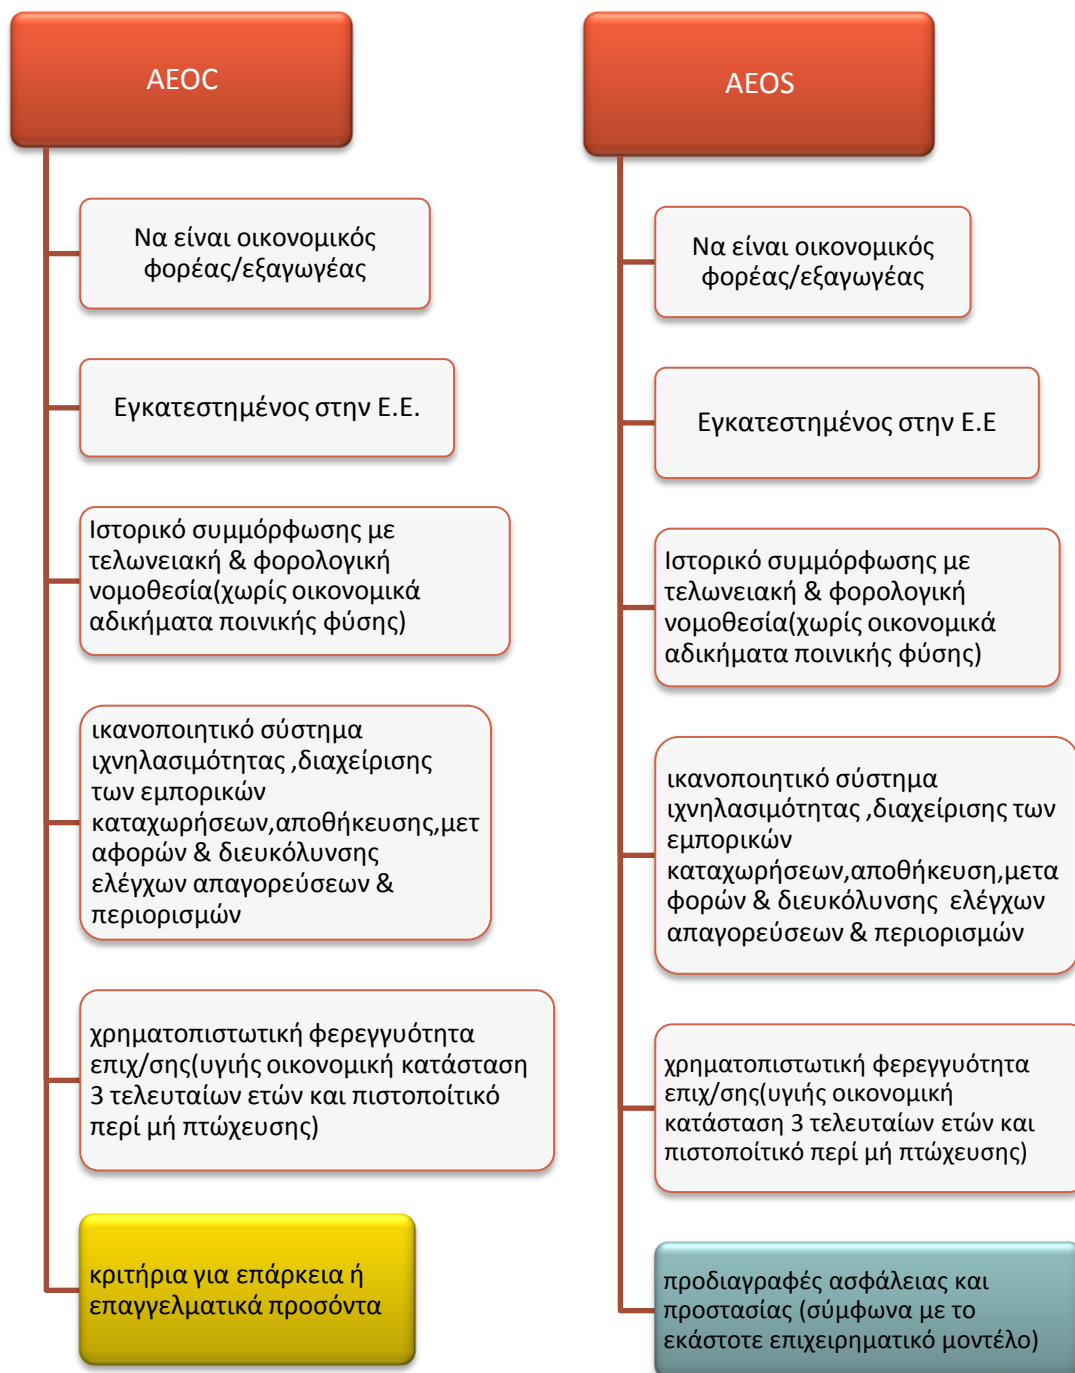 AEOC
Να είναι οικονομικός
φορέας/εξαγωγέας
Εγκατεστημένος στην Ε.Ε.
Ιστορικό συμμόρφωσης με
τελωνειακή & φορολογική
νομοθεσία(χωρίς οικονομικά
αδικήματα ποινικής φύσης)
ικανοποιητικό σύστημα
ιχνηλασιμότητας ,διαχείρισης
των εμπορικών
καταχωρήσεων,αποθήκευσης,μετ
αφορών & διευκόλυνσης
ελέγχων απαγορεύσεων &
περιορισμών
χρηματοπιστωτική φερεγγυότητα
επιχ/σης(υγιής οικονομική κατάσταση
3 τελευταίων ετών και πιστοποίτικό
περί μή πτώχευσης)
κριτήρια για επάρκεια ή
επαγγελματικά προσόντα
AEOS
Να είναι οικονομικός
φορέας/εξαγωγέας
Εγκατεστημένος στην Ε.Ε
Ιστορικό συμμόρφωσης με
τελωνειακή & φορολογική
νομοθεσία(χωρίς οικονομικά
αδικήματα ποινικής φύσης)
ικανοποιητικό σύστημα
ιχνηλασιμότητας ,διαχείρισης των
εμπορικών
καταχωρήσεων,αποθήκευση,μετα
φορών & διευκόλυνσης ελέγχων
απαγορεύσεων & περιορισμών
χρηματοπιστωτική φερεγγυότητα
επιχ/σης(υγιής οικονομική
κατάσταση 3 τελευταίων ετών και
πιστοποίτικό περί μή πτώχευσης)
προδιαγραφές ασφάλειας και
προστασίας (σύμφωνα με το
εκάστοτε επιχειρηματικό μοντέλο)